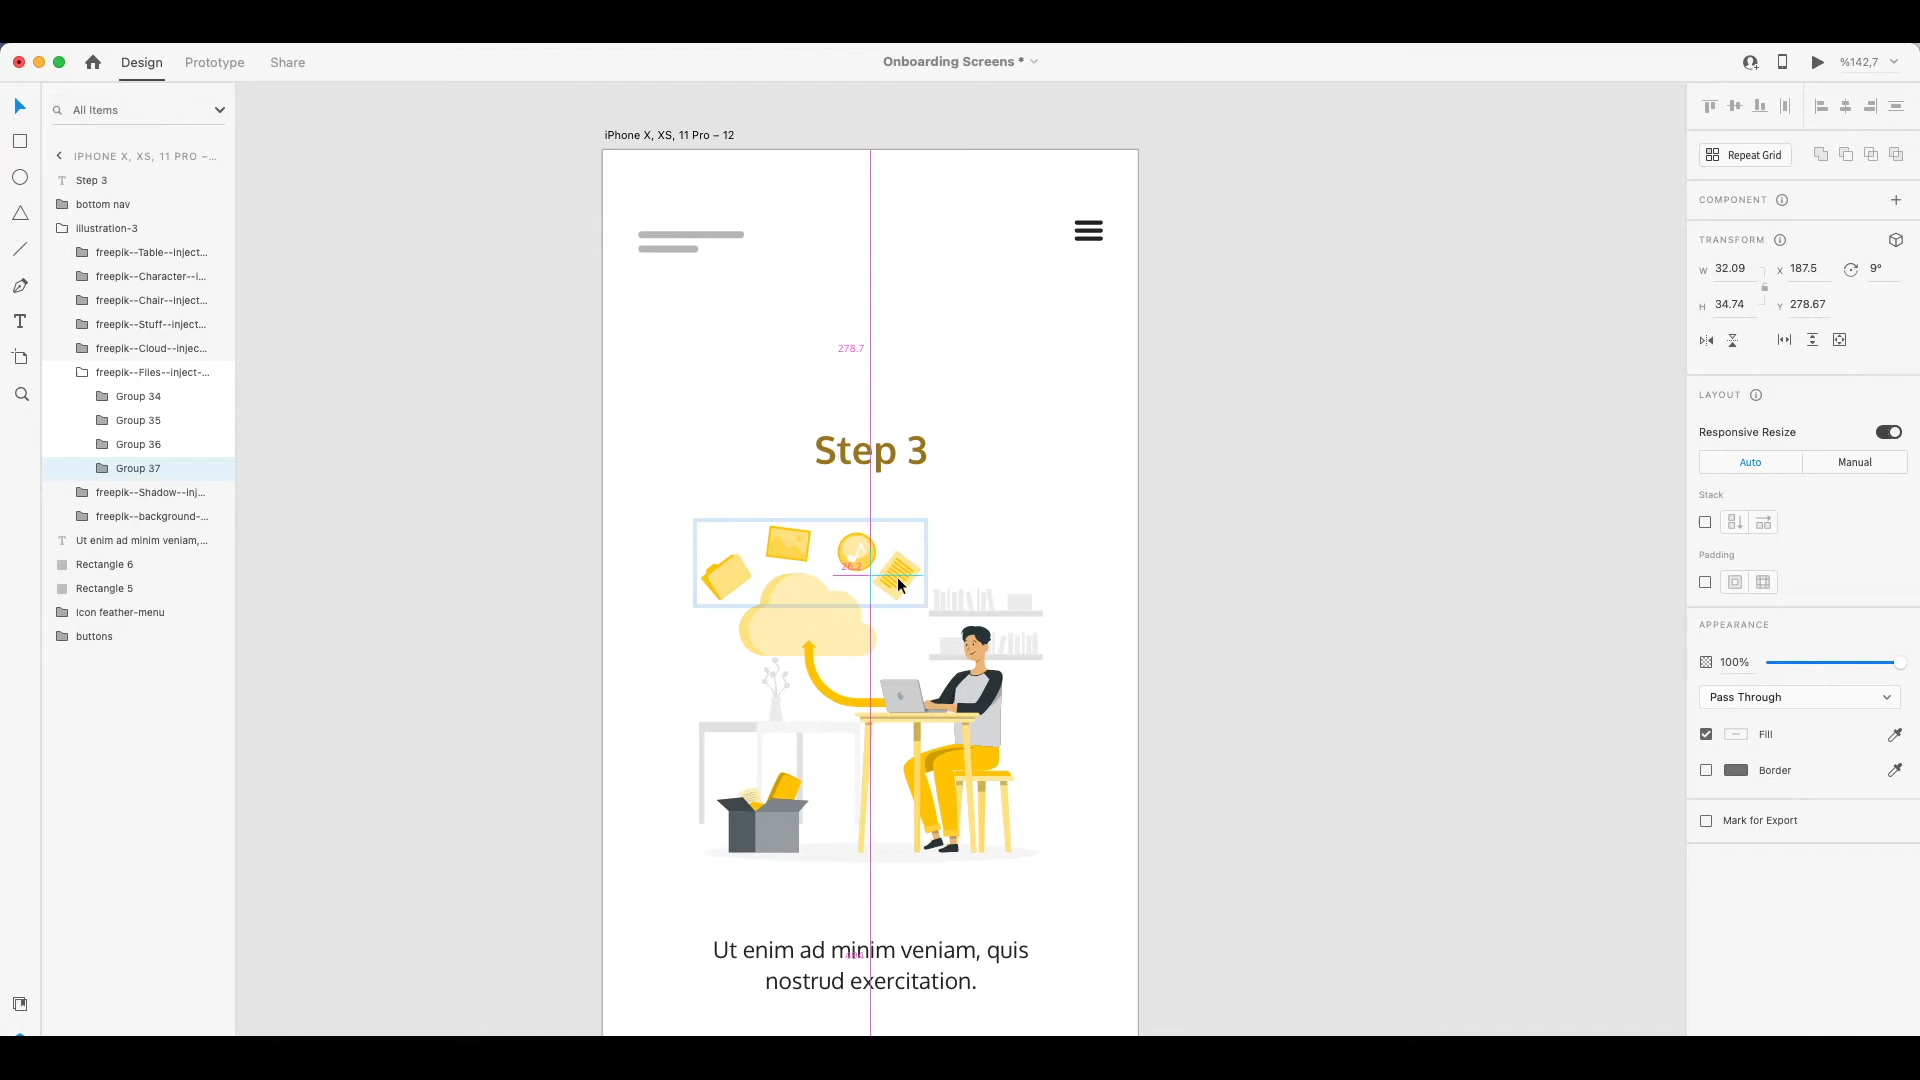 Design
Prototype
Share
Onboarding Screens *
%142,7
All Items
IPHONE X, XS, 11 PRO –...
Step 3
bottom nav
illustration-3
freepik--Table--inject...
freepik--Character--i...
freepik--Chair--inject...
freepik--Stuff--inject...
freepik--Cloud--injec...
freepik--Files--inject-...
Group 34
Group 35
Group 36
Group 37
freepik--Shadow--inj...
freepik--background-...
Ut enim ad minim veniam,...
Rectangle 6
Rectangle 5
Icon feather-menu
buttons
iPhone X, XS, 11 Pro – 12
278.7
Step 3
26.2
Ut enim ad minim veniam, quis
nostrud exercitation.
Repeat Grid
COMPONENT
TRANSFORM
W 32.09 X 187.5 9°
H 34.74 Y 278.67
LAYOUT
Responsive Resize
Auto Manual
Stack
Padding
APPEARANCE
100%
Pass Through
Fill
Border
Mark for Export